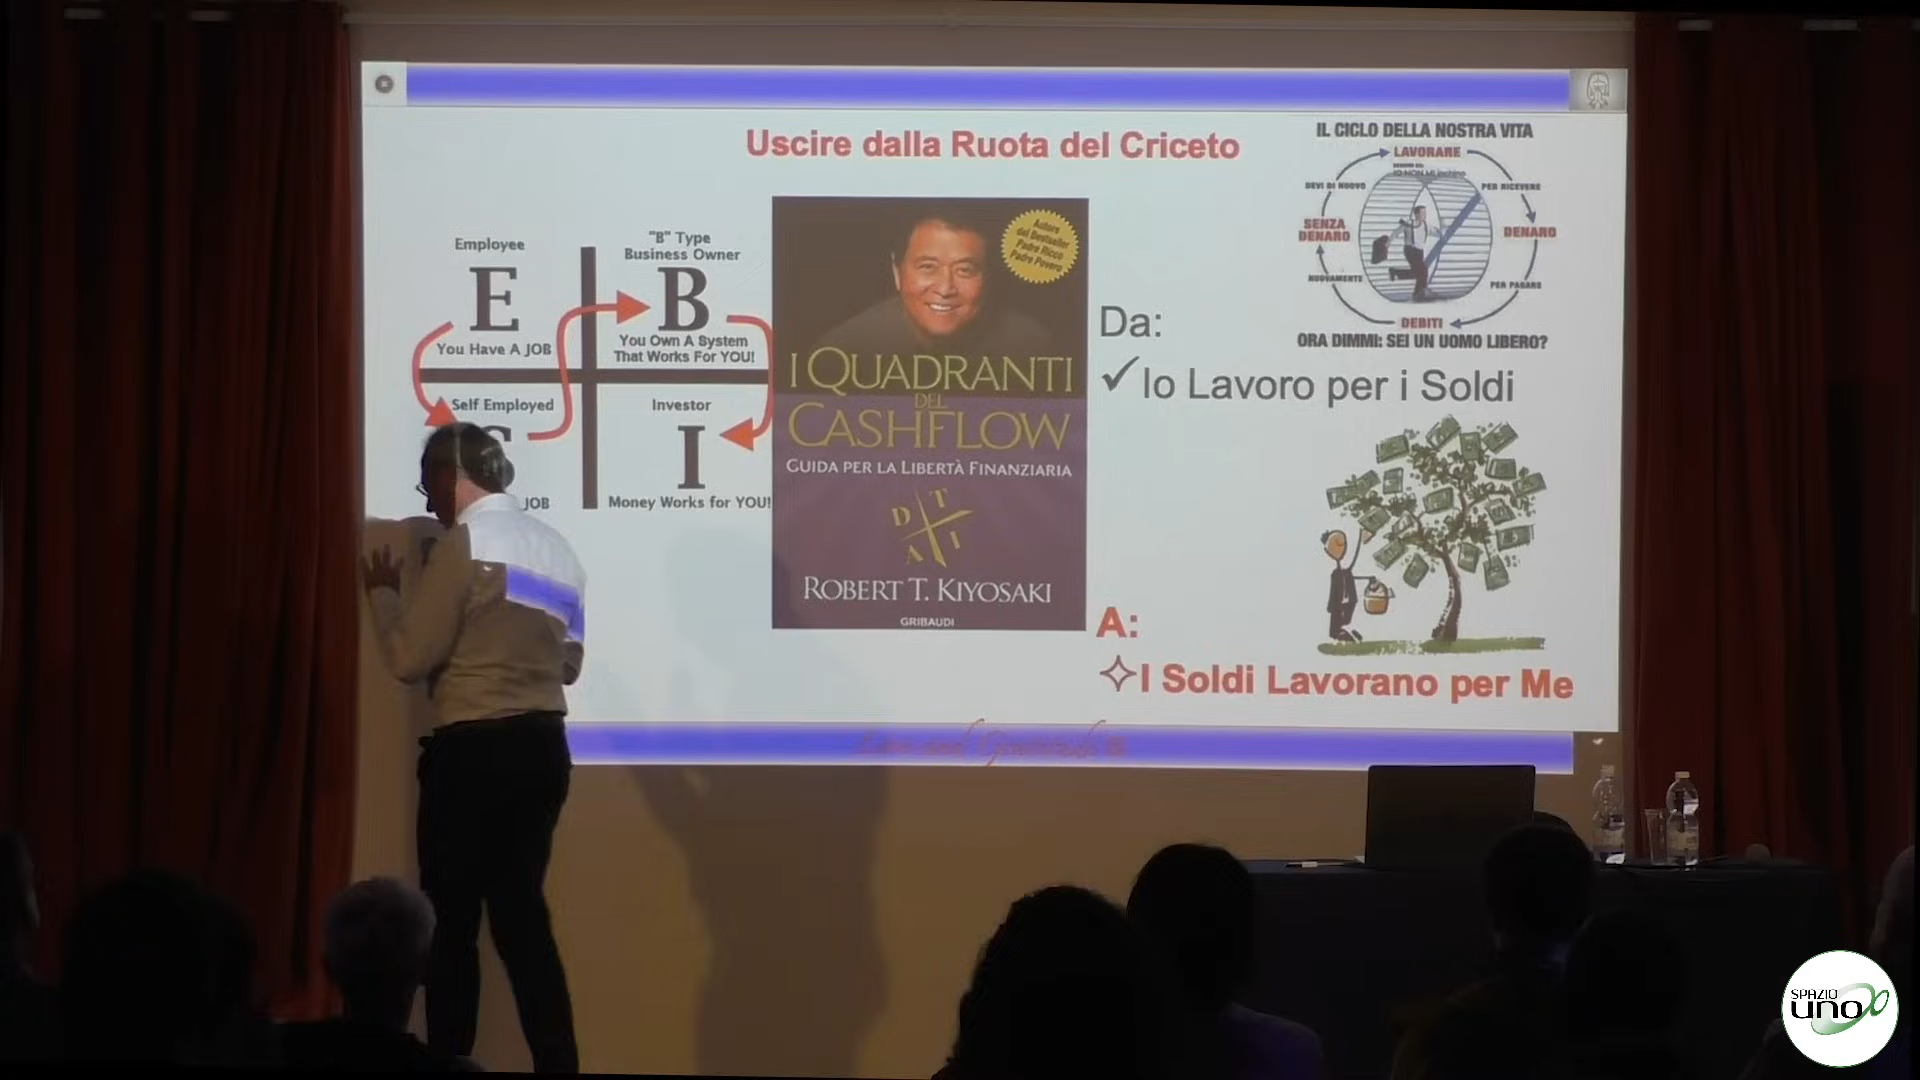 Uscire dalla Ruota del Criceto
Employee
E
You Have A JOB
"B" Type
Business Owner
B
You Own A System
That Works For YOU!
Self Employed
JOB
Investor
I
Money Works for YOU!
Autore
del Bestseller
Padre Ricco
Padre Povero
I QUADRANTI
DEL
CASHFLOW
GUIDA PER LA LIBERTÀ FINANZIARIA
D T
A I
ROBERT T. KIYOSAKI
GRIBAUDI
IL CICLO DELLA NOSTRA VITA
LAVORARE
PER RICEVERE
DENARO
PER PAGARE
DEBITI
NUOVAMENTE
SENZA
DENARO
DEVI DI NUOVO
ORA DIMMI: SEI UN UOMO LIBERO?
Da:
✓Io Lavoro per i Soldi
A:
I Soldi Lavorano per Me
SPAZIO
uno